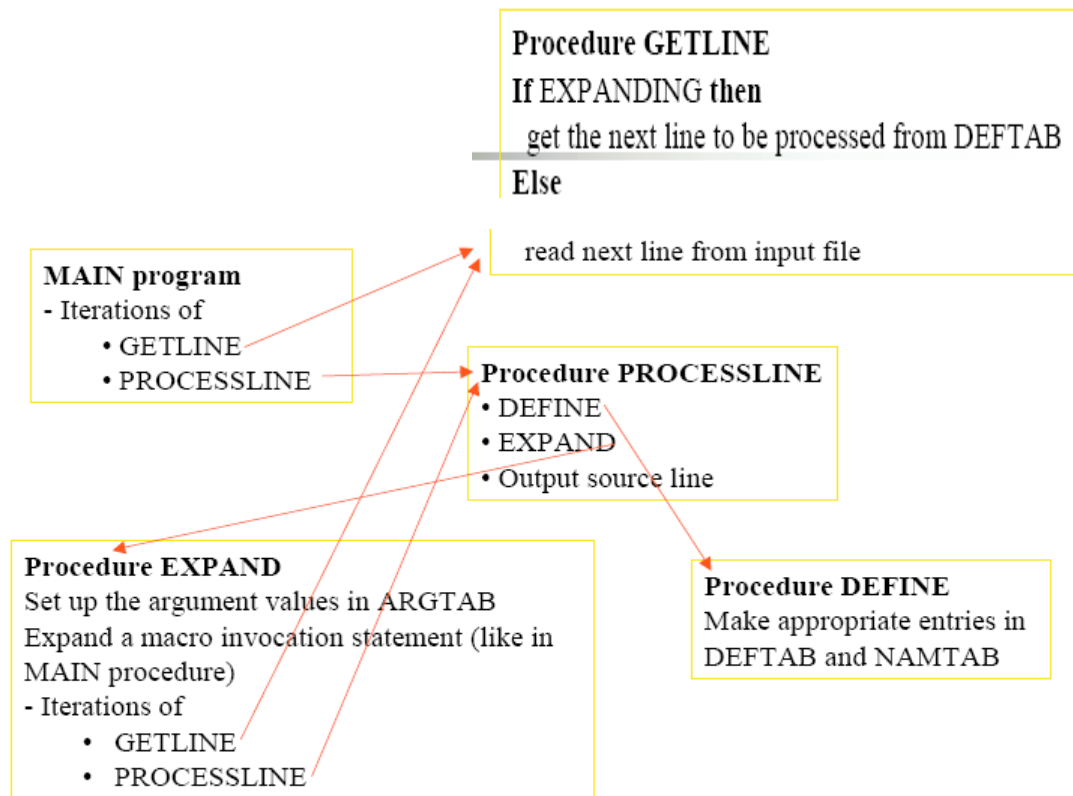 Procedure GETLINE
If EXPANDING then
get the next line to be processed from DEFTAB
Else
read next line from input file
MAIN program
- Iterations of
• GETLINE
• PROCESSLINE
Procedure PROCESSLINE
• DEFINE
• EXPAND
• Output source line
Procedure EXPAND
Set up the argument values in ARGTAB
Expand a macro invocation statement (like in
MAIN procedure)
- Iterations of
• GETLINE
• PROCESSLINE
Procedure DEFINE
Make appropriate entries in
DEFTAB and NAMTAB